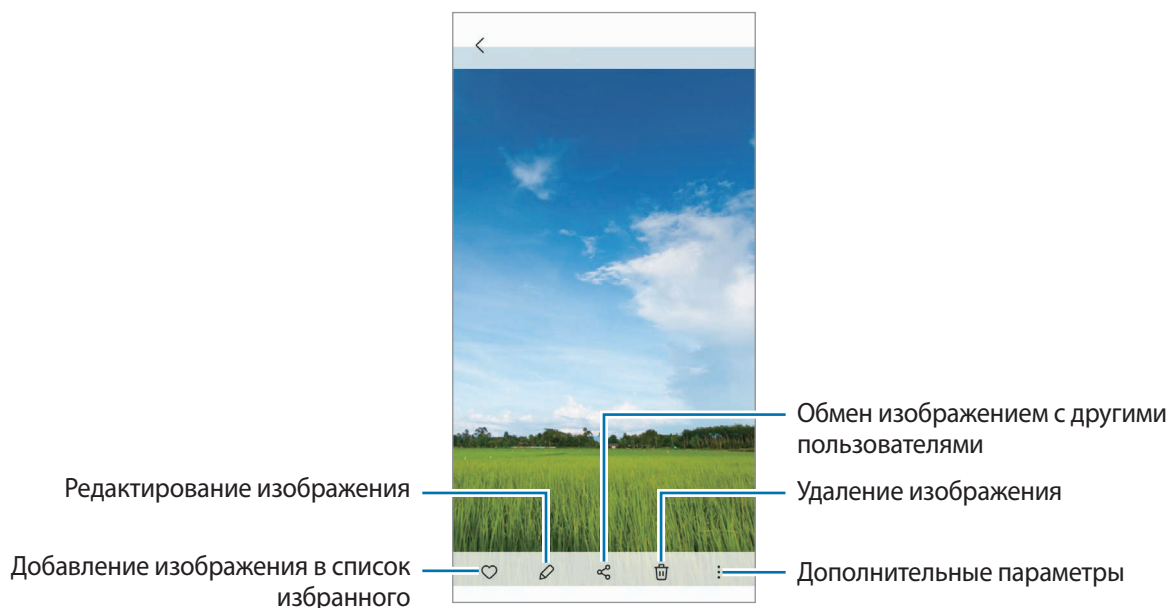 Обмен изображением с другими
пользователями
Редактирование изображения
Удаление изображения
Добавление изображения в список
избранного
Дополнительные параметры